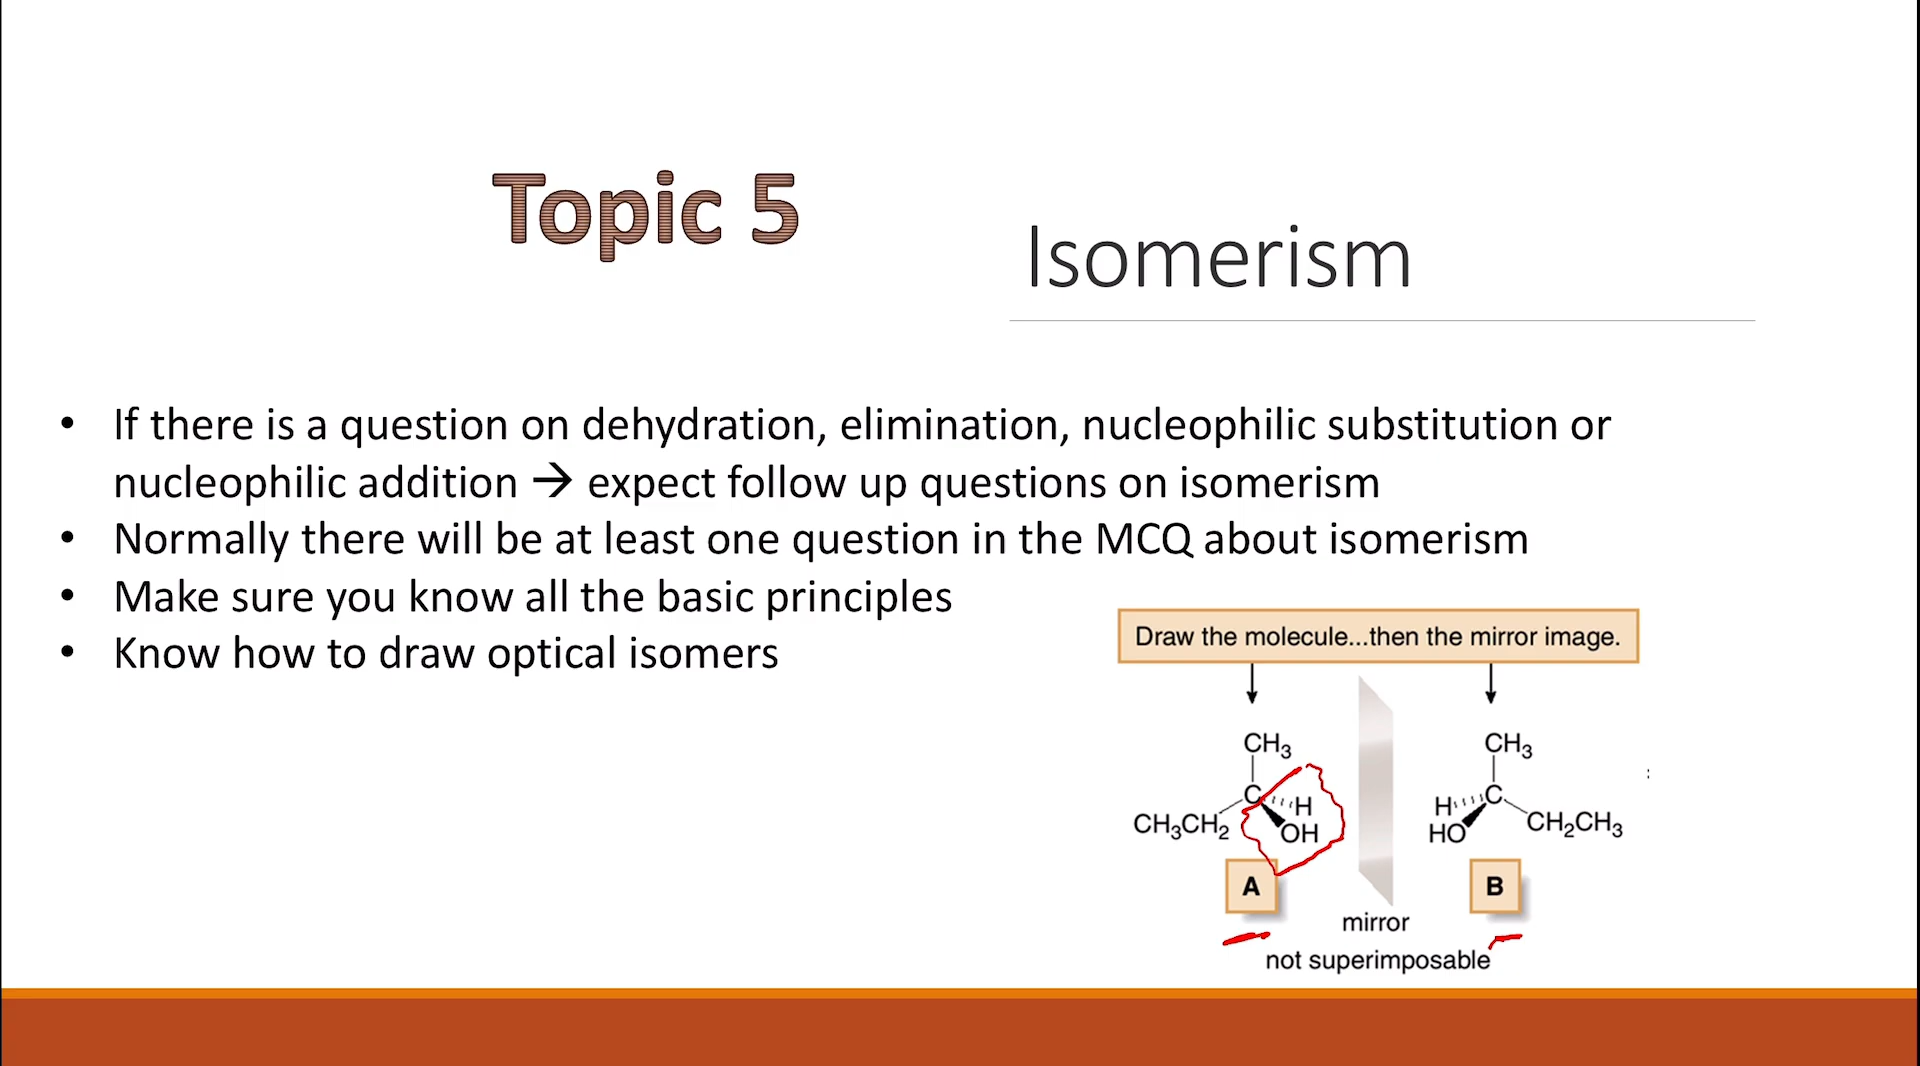 Topic 5
Isomerism
• If there is a question on dehydration, elimination, nucleophilic substitution or
nucleophilic addition → expect follow up questions on isomerism
• Normally there will be at least one question in the MCQ about isomerism
• Make sure you know all the basic principles
• Know how to draw optical isomers
Draw the molecule...then the mirror image.
CH₃ CH₃
C H H C
CH₃CH₂ OH HO CH₂CH₃
A B
mirror
not superimposable